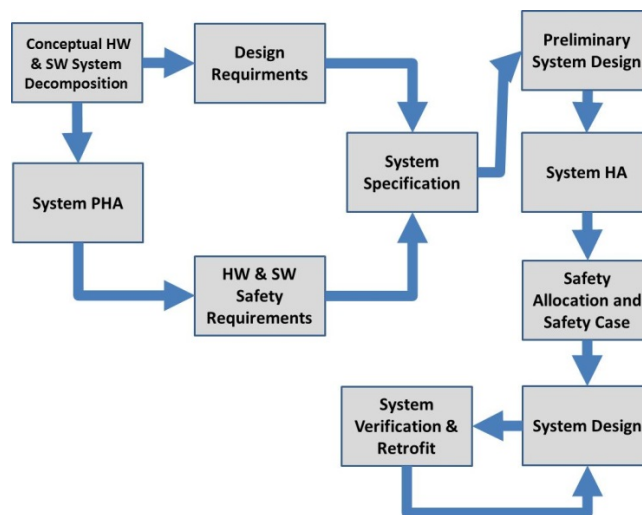 Conceptual HW
& SW System
Decomposition
Design
Requirments
Preliminary
System Design
System PHA
System
Specification
System HA
HW & SW
Safety
Requirements
Safety
Allocation and
Safety Case
System
Verification &
Retrofit
System Design